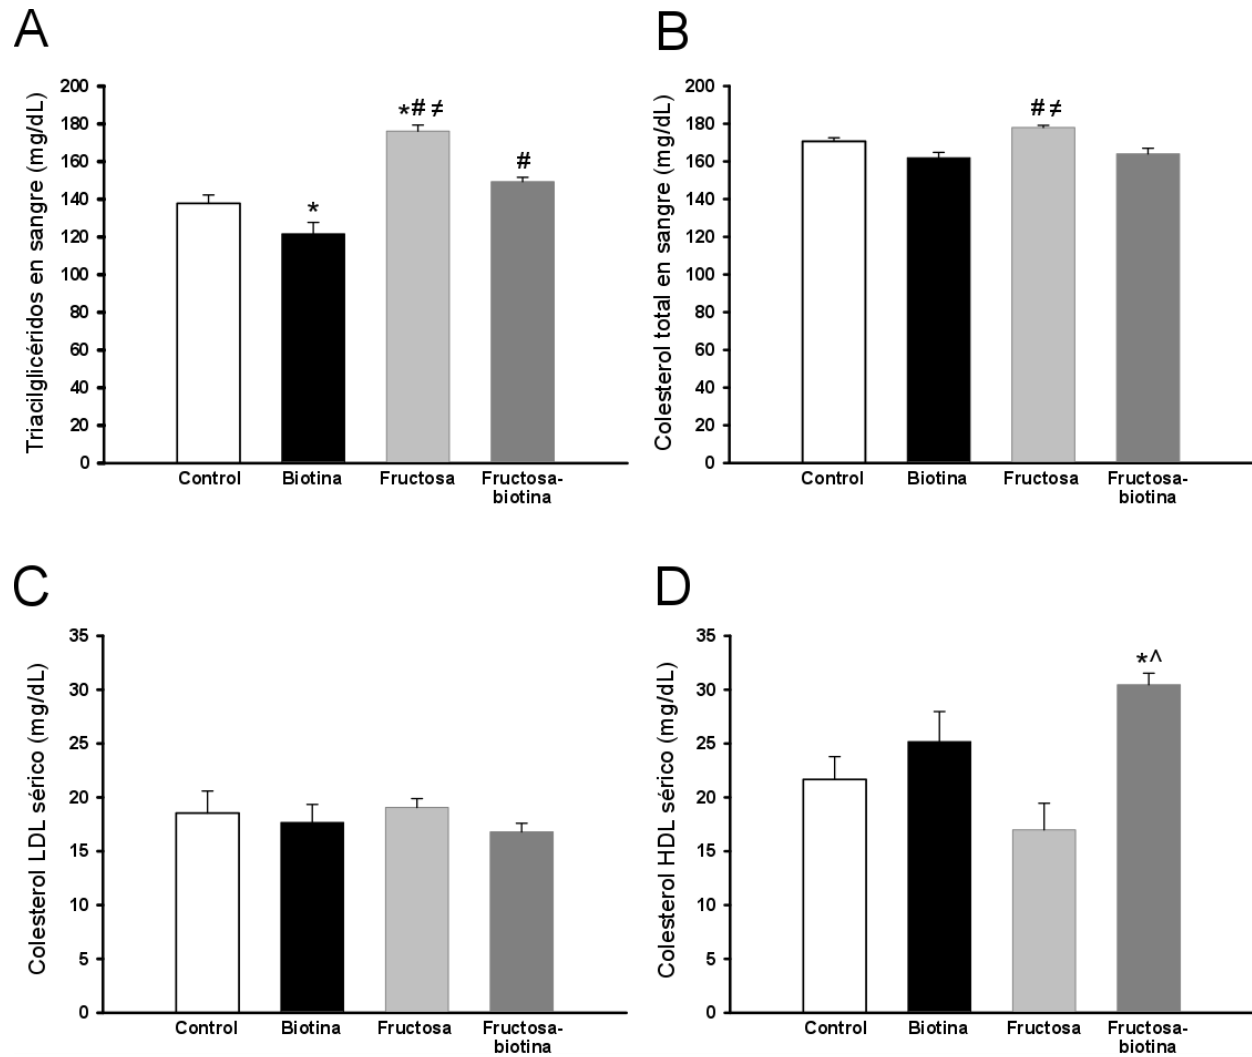 A
Triacilglicéridos en sangre (mg/dL)
200
180
160
140
120
100
80
60
40
20
0
*
*# ≠
#
Control
Biotina
Fructosa
Fructosa-
biotina
B
Colesterol total en sangre (mg/dL)
200
180
160
140
120
100
80
60
40
20
0
# ≠
Control
Biotina
Fructosa
Fructosa-
biotina
C
Colesterol LDL sérico (mg/dL)
35
30
25
20
15
10
5
0
Control
Biotina
Fructosa
Fructosa-
biotina
D
Colesterol HDL sérico (mg/dL)
35
30
25
20
15
10
5
0
*^
Control
Biotina
Fructosa
Fructosa-
biotina